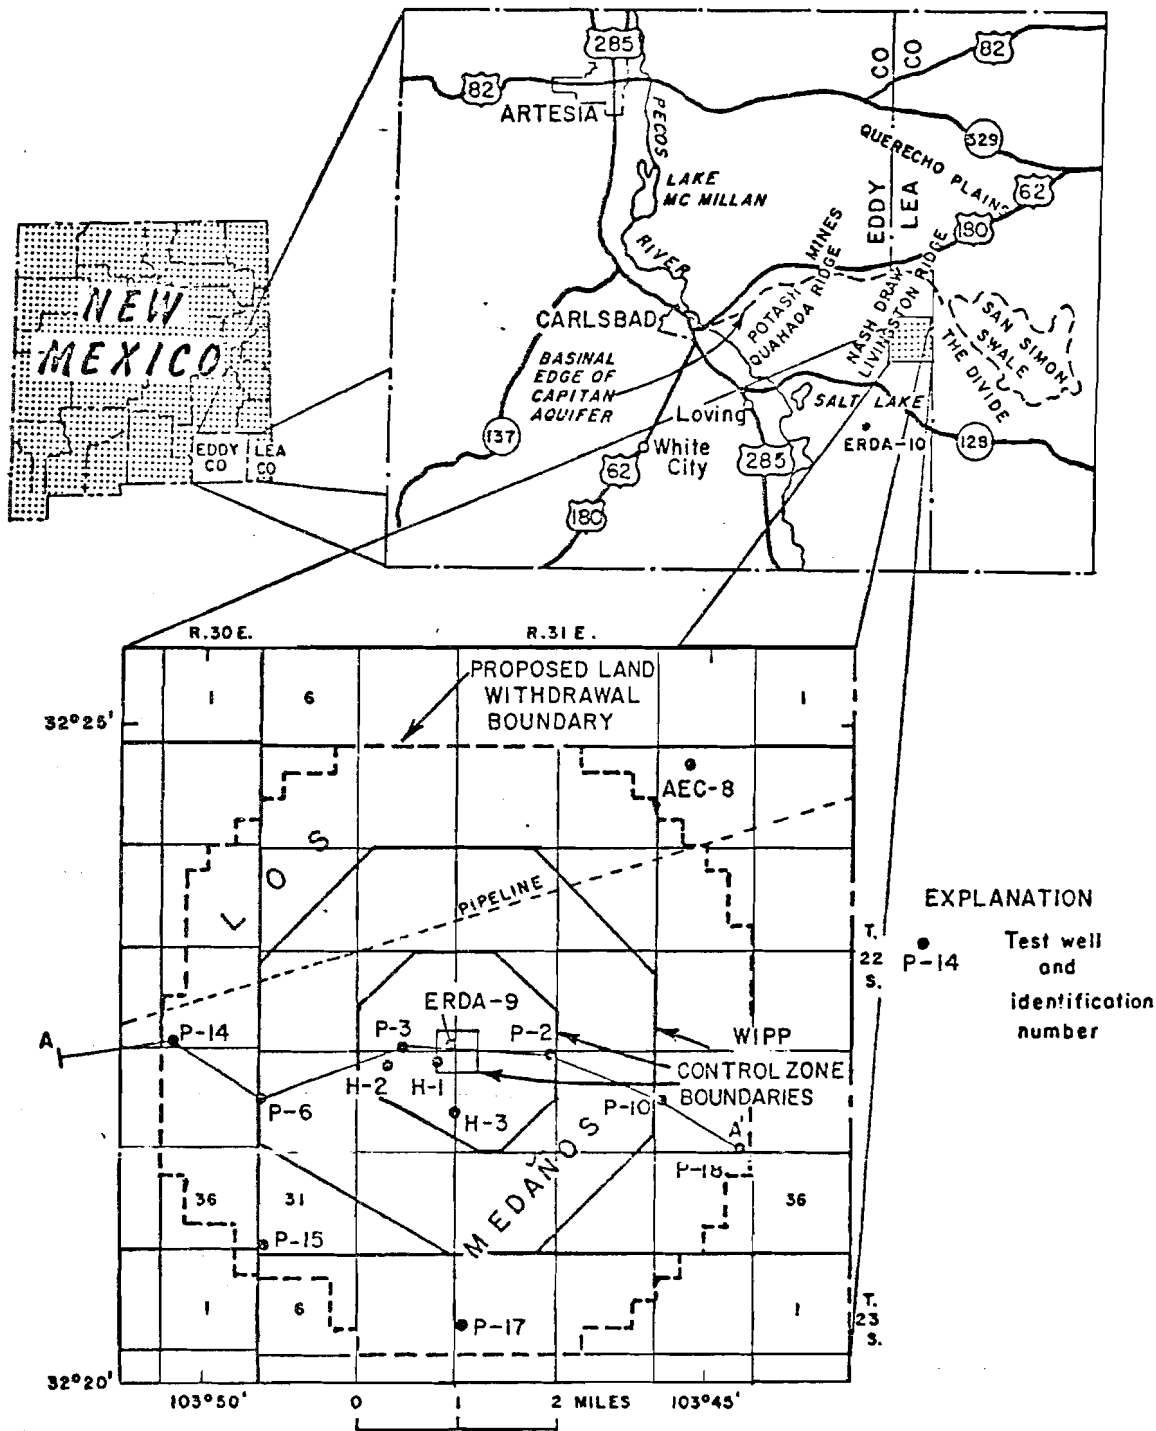 285
82
82
CO
CO
ARTESIA
PECOS
329
QUERECHO PLAINS
LAKE
MC MILLAN
62
180
EDDY
LEA
RIVER
MINES
POTASH
QUAHADA RIDGE
NASH DRAW
LIVINGSTON RIDGE
SAN SIMON
SWALE
THE DIVIDE
NEW
MEXICO
CARLSBAD
BASINAL
EDGE OF
CAPITAN
AQUIFER
Loving
SALT LAKE
ERDA-10
137
White
City
62
180
285
128
EDDY
CO
LEA
CO
R.30E.
R.31E.
1
6
1
PROPOSED LAND
WITHDRAWAL
BOUNDARY
32°25'
AEC-8
LOS
PIPELINE
EXPLANATION
T.
22
S.
P-14
Test well
and
identification
number
ERDA-9
A
P-14
P-3
P-2
WIPP
H-2
H-1
CONTROL ZONE
BOUNDARIES
P-6
H-3
P-10
A'
P-18
MEDAÑOS
36
31
36
P-15
1
6
1
T.
23
S.
P-17
32°20'
103°50'
0
1
2 MILES
103°45'